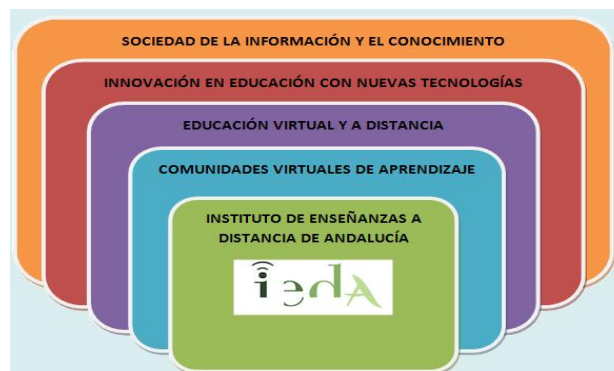 SOCIEDAD DE LA INFORMACIÓN Y EL CONOCIMIENTO
INNOVACIÓN EN EDUCACIÓN CON NUEVAS TECNOLOGÍAS
EDUCACIÓN VIRTUAL Y A DISTANCIA
COMUNIDADES VIRTUALES DE APRENDIZAJE
INSTITUTO DE ENSEÑANZAS A
DISTANCIA DE ANDALUCÍA
iedA